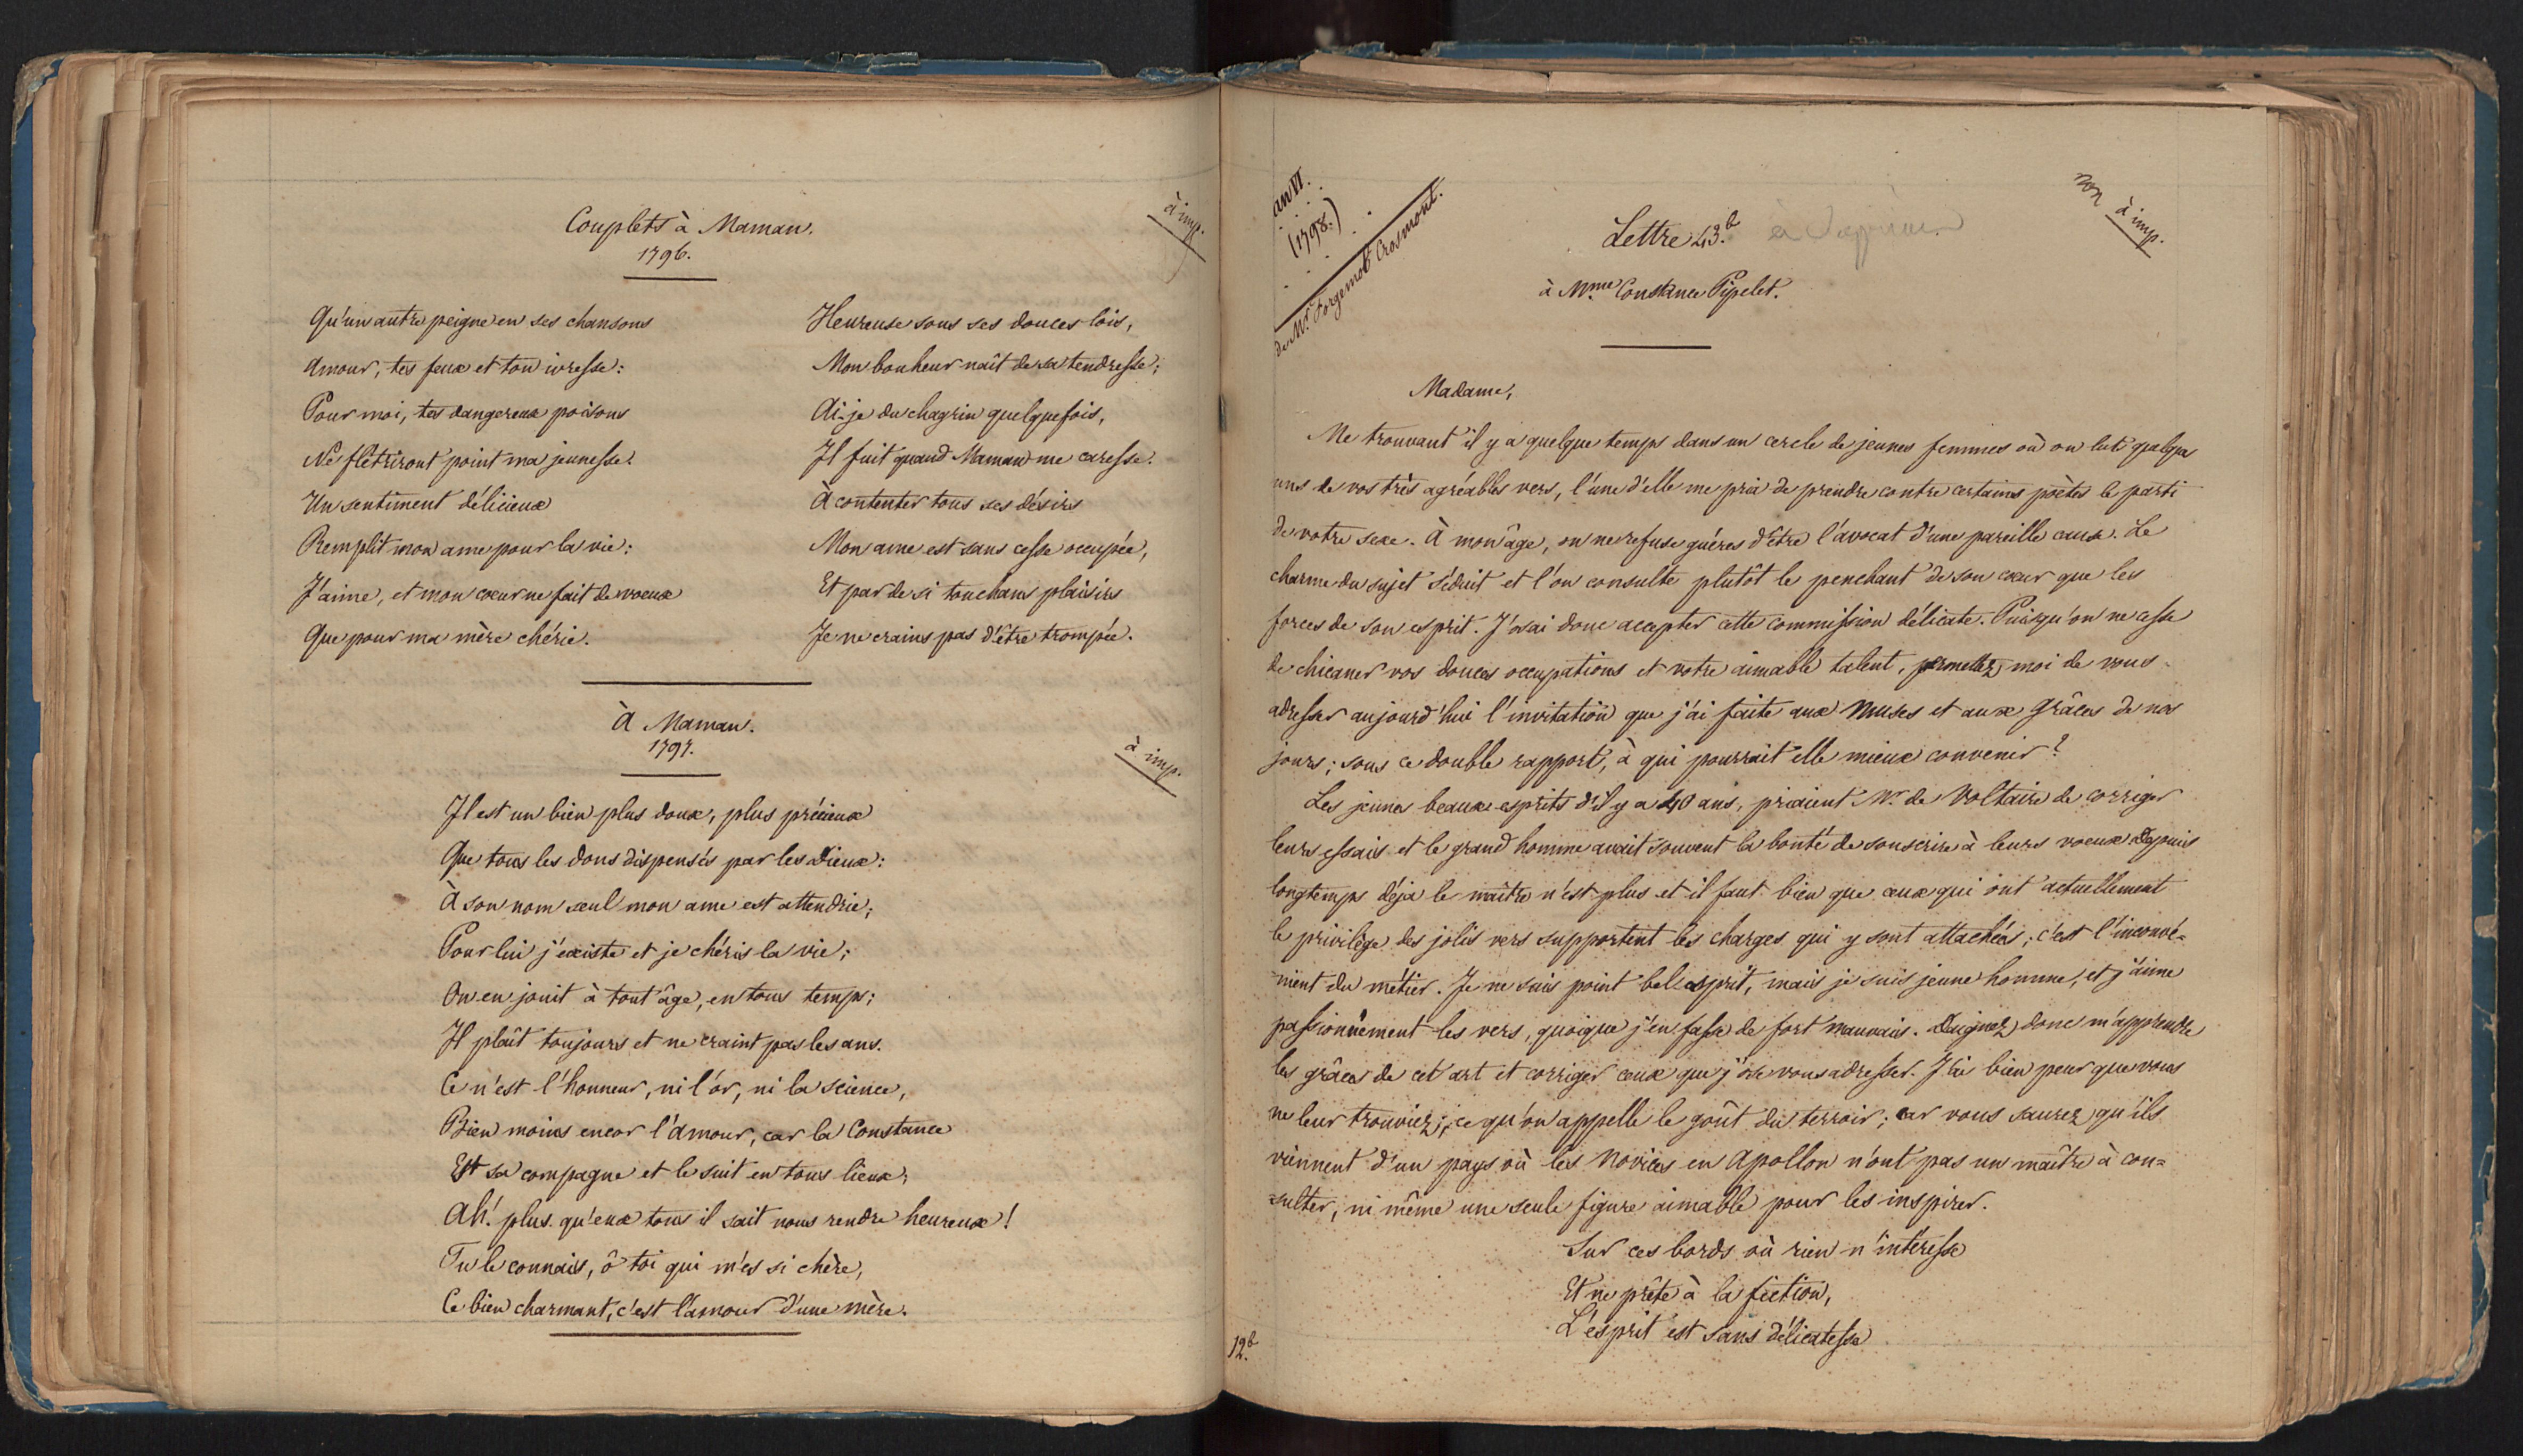 Couplets à Maman.
1796.
à imp.
Qu'un autre peigne en ses chansons
Amour, tes feux et ton ivresse:
Pour moi, tes dangereux poisons
Ne flétriront point ma jeunesse.
Un sentiment délicieux
Remplit mon ame pour la vie:
J'aime, et mon cœur ne fait de voeux
Que pour ma mère chérie.
Heureuse sous ses douces lois,
Mon bonheur naît de sa tendresse;
Ai-je du chagrin quelquefois,
Il fuit quand Maman me caresse.
À contenter tous ses désirs
Mon ame est sans cesse occupée,
Et par de si touchans plaisirs
Je ne crains pas d'être trompée.
À Maman.
1797.
à imp.
Il est un bien plus doux, plus précieux
Que tous les dons dispensés par les Dieux:
À son nom seul mon ame est attendrie;
Pour lui j'existe et je chéris la vie;
On en jouit à tout âge, en tous temps;
Il plaît toujours et ne craint pas les ans.
Ce n'est l'honneur, ni l'or, ni la science,
Bien moins encor l'amour, car la Constance
Est sa compagne et le suit en tous lieux;
Ah! plus qu'eux tous il sait nous rendre heureux!
Tu le connais, ô toi qui m'es si chère,
Ce bien charmant, c'est l'amour d'une mère.
an VI.
(1798.)
de Mr. Forgemont Crosmont.
Lettre 43.e
non à imp.
à Mme. Constance Pipelet.
Madame,
Me trouvant il y a quelque temps dans un cercle de jeunes femmes où on lut quelques
uns de vos très agréables vers, l'une d'elle me pria de prendre contre certains poètes le parti
de votre sexe. À mon âge, on ne refuse guères d'être l'avocat d'une pareille cause. Le
charme du sujet séduit et l'on consulte plutôt le penchant de son cœur que les
forces de son esprit. J'osai donc accepter cette commission délicate. Puisqu'on ne cesse
de chicaner vos douces occupations et votre aimable talent, permettez moi de vous
adresser aujourd'hui l'invitation que j'ai faite aux Muses et aux Grâces de nos
jours; sous ce double rapport, à qui pourrait elle mieux convenir?
Les jeunes beaux esprits d'il y a 40 ans, priaient Mr. de Voltaire de corriger
leurs essais et le grand homme avait souvent la bonté de souscrire à leurs voeux Depuis
longtemps déja le maître n'est plus et il faut bien que ceux qui ont actuellement
le privilège des jolis vers supportent les charges qui y sont attachées; c'est l'inconvé=
=nient du métier. Je ne suis point bel esprit, mais je suis jeune homme, et j'aime
passionnément les vers, quoique j'en fasse de fort mauvais. Daignez donc m'apprendre
les grâces de cet art et corriger ceux que j'ose vous adresser. J'ai bien peur que vous
ne leur trouviez; ce qu'on appelle le goût du terroir; car vous saurez qu'ils
viennent d'un pays où les Novices en Apollon n'ont pas un maître à con=
=sulter, ni même une seule figure aimable pour les inspirer.
Sur ces bords où rien n'intéresse
Et ne prête à la fiction,
L'esprit est sans délicatesse
12.e